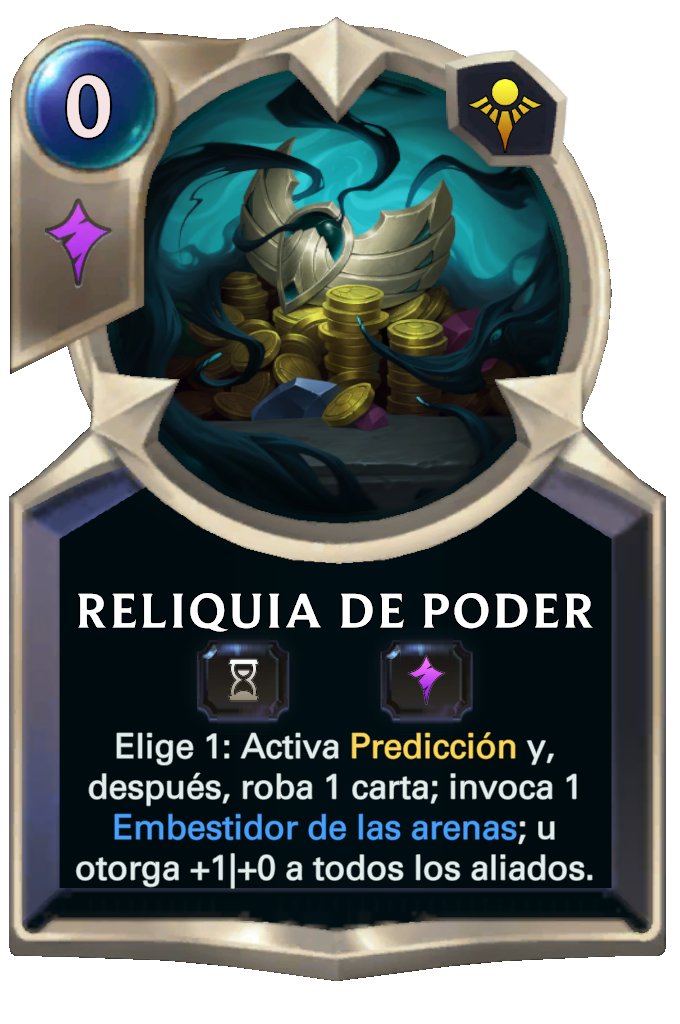 0
RELIQUIA DE PODER
Elige 1: Activa Predicción y,
después, roba 1 carta; invoca 1
Embestidor de las arenas; u
otorga +1|+0 a todos los aliados.